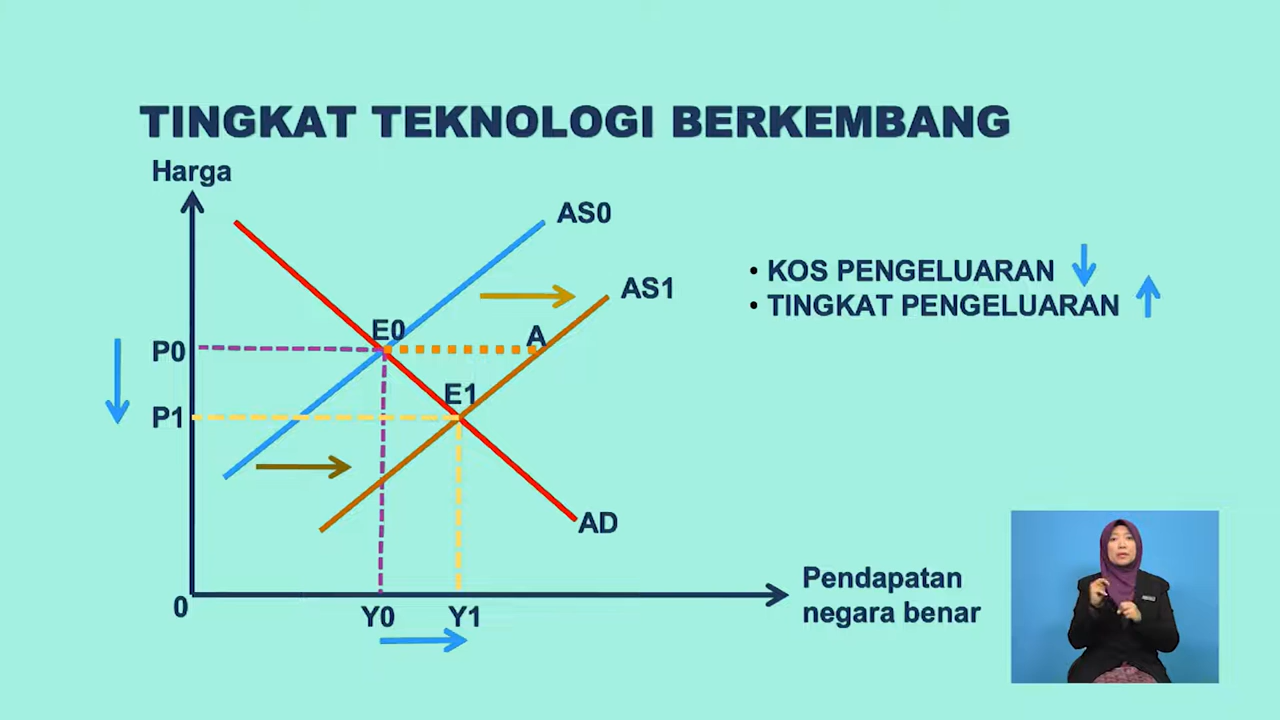 TINGKAT TEKNOLOGI BERKEMBANG
Harga
AS0
AS1
• KOS PENGELUARAN
• TINGKAT PENGELUARAN
E0
A
P0
E1
P1
AD
Pendapatan
negara benar
0
Y0
Y1